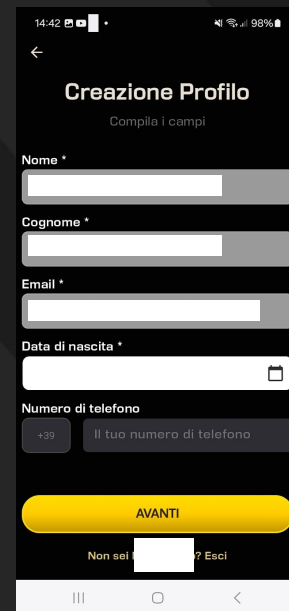 14:42 98%
Creazione Profilo
Compila i campi
Nome *
Cognome *
Email *
Data di nascita *
Numero di telefono
+39 Il tuo numero di telefono
AVANTI
Non sei ? Esci